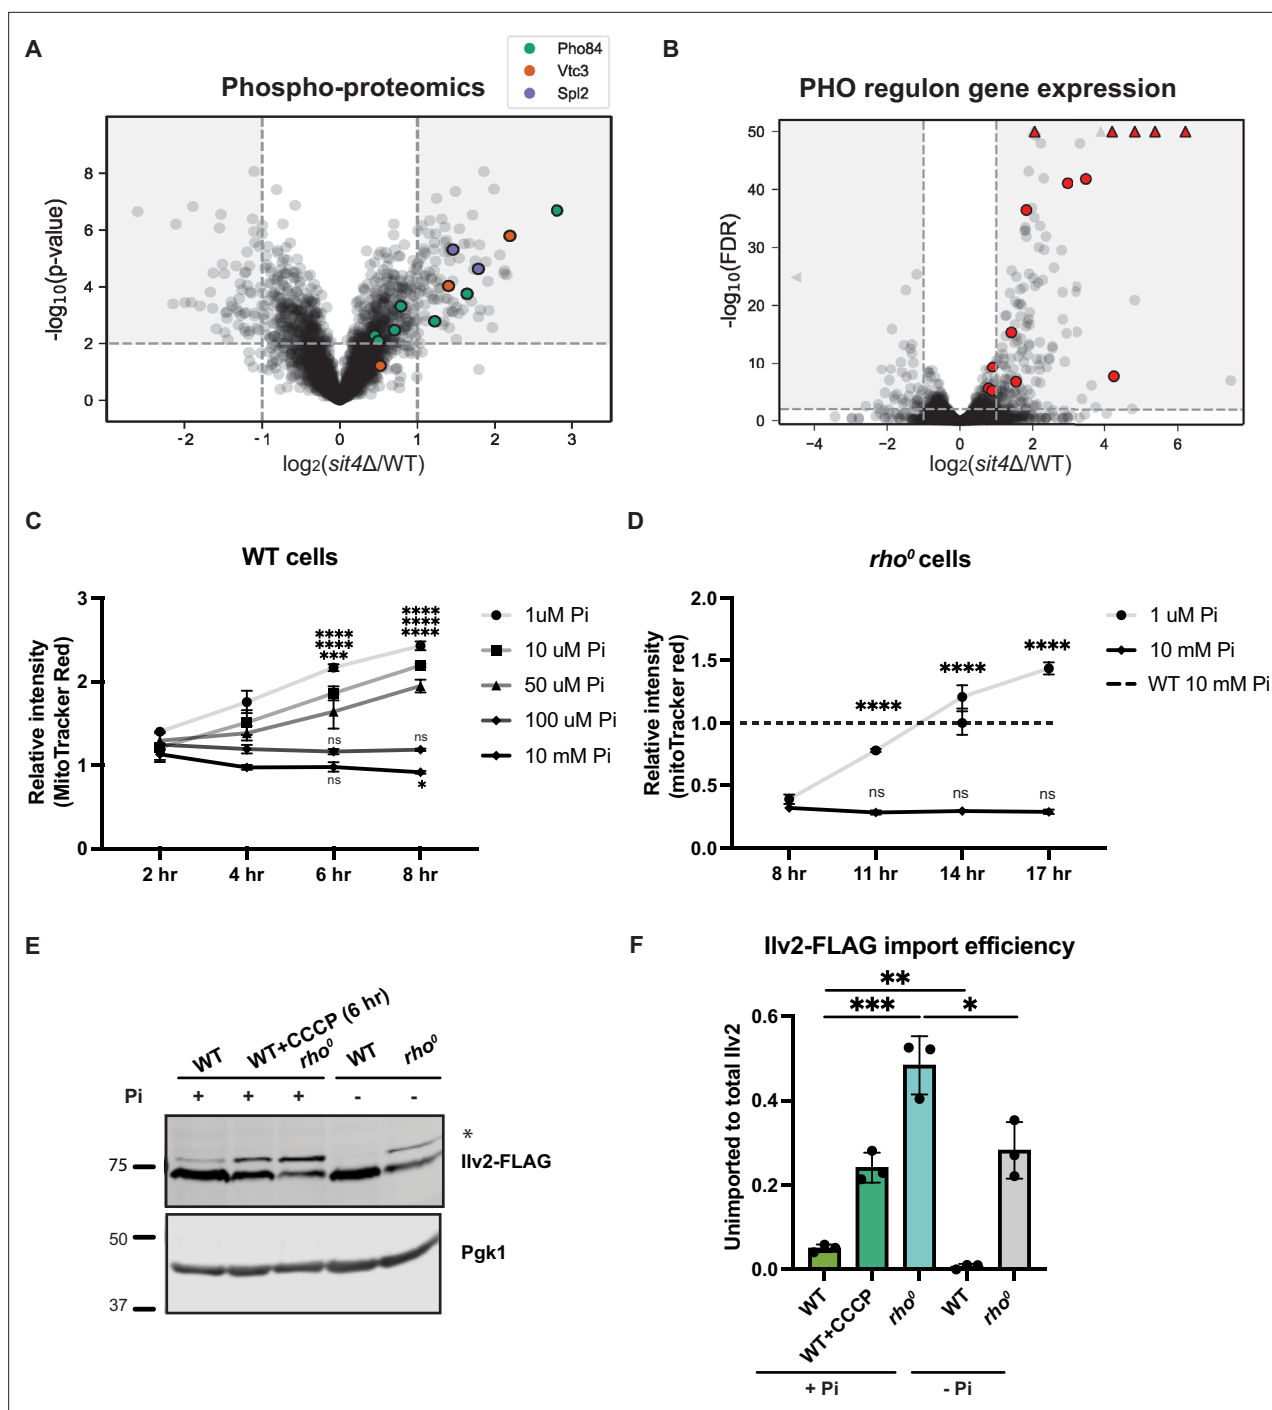 A
Phospho-proteomics
Pho84
Vtc3
Spl2
-log10(p-value)
8
6
4
2
0
-2
-1
0
1
2
3
log2(sit4Δ/WT)
B
PHO regulon gene expression
-log10(FDR)
50
40
30
20
10
0
-4
-2
0
2
4
6
log2(sit4Δ/WT)
C
WT cells
Relative intensity
(MitoTracker Red)
3
2
1
0
****
****
***
****
****
****
ns
ns
ns
*
2 hr
4 hr
6 hr
8 hr
1uM Pi
10 uM Pi
50 uM Pi
100 uM Pi
10 mM Pi
D
rho0 cells
Relative intensity
(mitoTracker red)
2.0
1.5
1.0
0.5
0.0
****
****
****
ns
ns
ns
8 hr
11 hr
14 hr
17 hr
1 uM Pi
10 mM Pi
WT 10 mM Pi
E
WT
WT+CCCP (6 hr)
rho0
WT
rho0
Pi
+
+
+
-
-
*
75
Ilv2-FLAG
50
Pgk1
37
F
Ilv2-FLAG import efficiency
**
***
*
Unimported to total Ilv2
0.6
0.4
0.2
0.0
WT
WT+CCCP
rho0
WT
rho0
+ Pi
- Pi